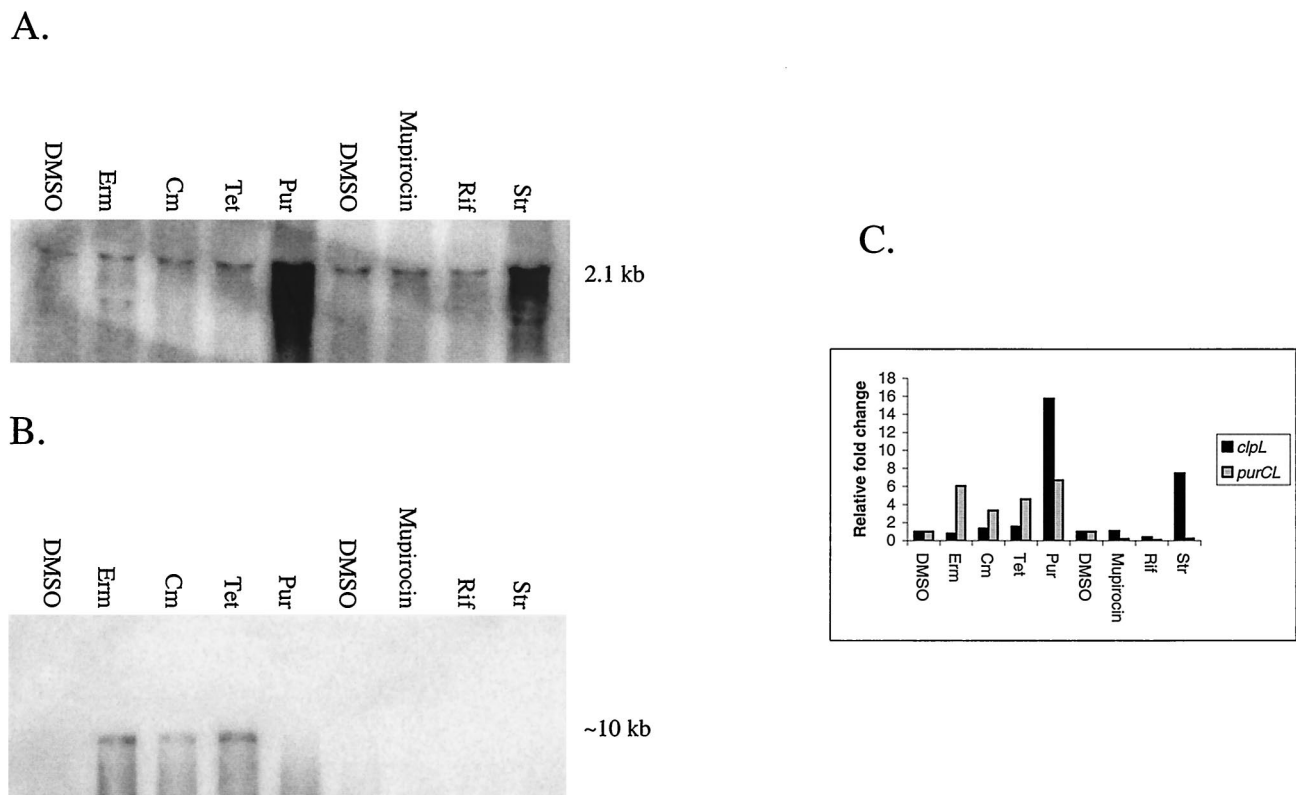 A.
DMSO
Erm
Cm
Tet
Pur
DMSO
Mupirocin
Rif
Str
2.1 kb
B.
DMSO
Erm
Cm
Tet
Pur
DMSO
Mupirocin
Rif
Str
~10 kb
C.
Relative fold change
18
16
14
12
10
8
6
4
2
0
DMSO
Erm
Cm
Tet
Pur
DMSO
Mupirocin
Rif
Str
clpL
purCL